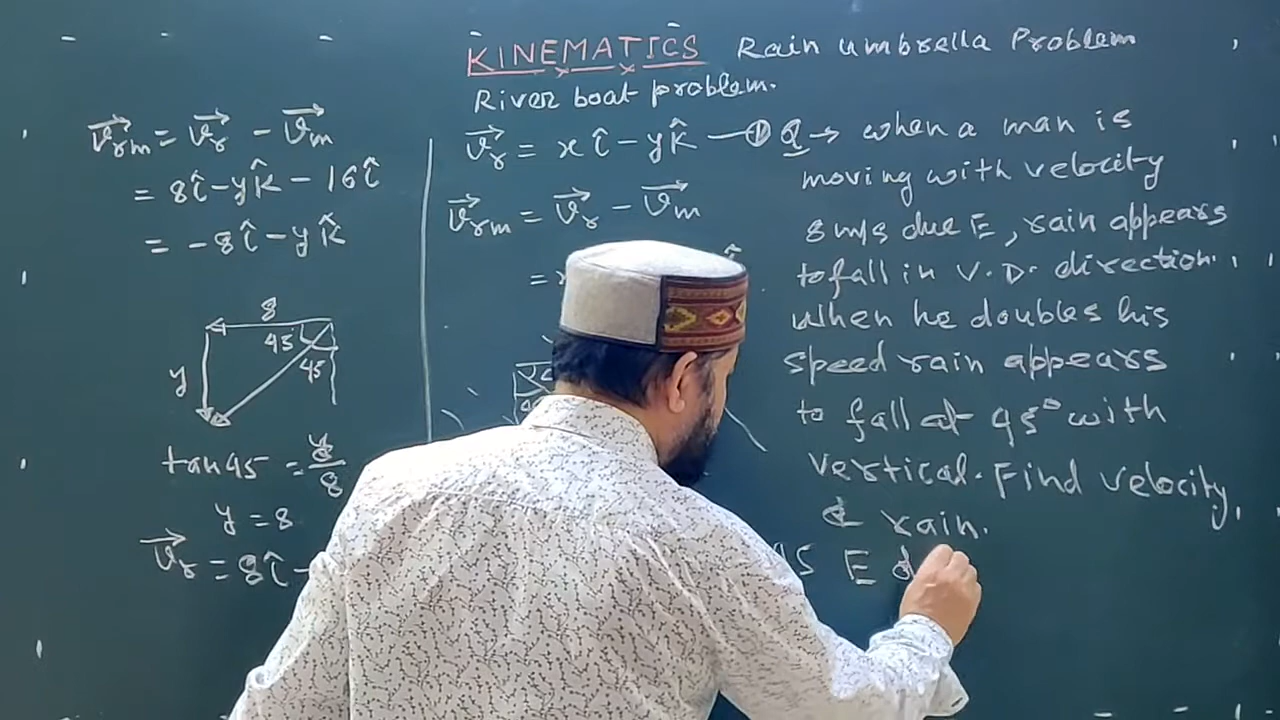 KINEMATICS Rain umbrella Problem
River boat problem.
v⃗rm = v⃗r - v⃗m
= 8î - yk̂ - 16î
= -8î - yk̂
8
45
45
y
tan45 = y/8
y = 8
v⃗r = 8î -
v⃗r = xî - yk̂ — ①
v⃗rm = v⃗r - v⃗m
=
Q → when a man is
moving with velocity
8 m/s due E, rain appears
to fall in V.D. direction.
when he doubles his
speed rain appears
to fall at 45° with
vertical. Find velocity
of rain.
45 E